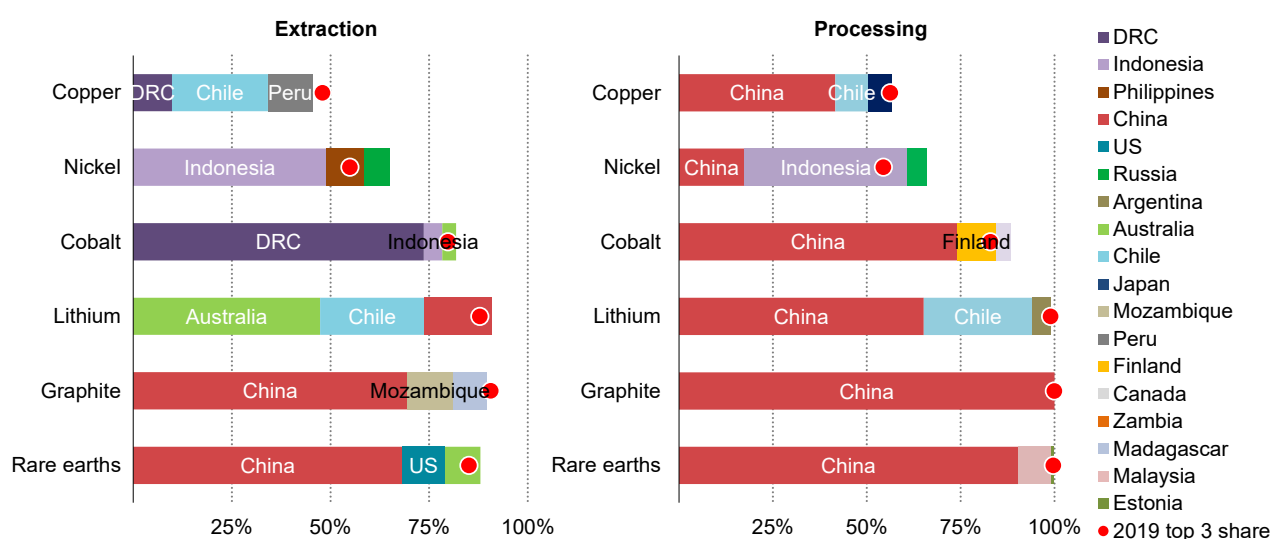 Extraction
Copper
DRC
Chile
Peru
Nickel
Indonesia
Cobalt
DRC
Indonesia
Lithium
Australia
Chile
Graphite
China
Mozambique
Rare earths
China
US
25%
50%
75%
100%
Processing
Copper
China
Chile
Nickel
China
Indonesia
Cobalt
China
Finland
Lithium
China
Chile
Graphite
China
Rare earths
China
25%
50%
75%
100%
DRC
Indonesia
Philippines
China
US
Russia
Argentina
Australia
Chile
Japan
Mozambique
Peru
Finland
Canada
Zambia
Madagascar
Malaysia
Estonia
2019 top 3 share